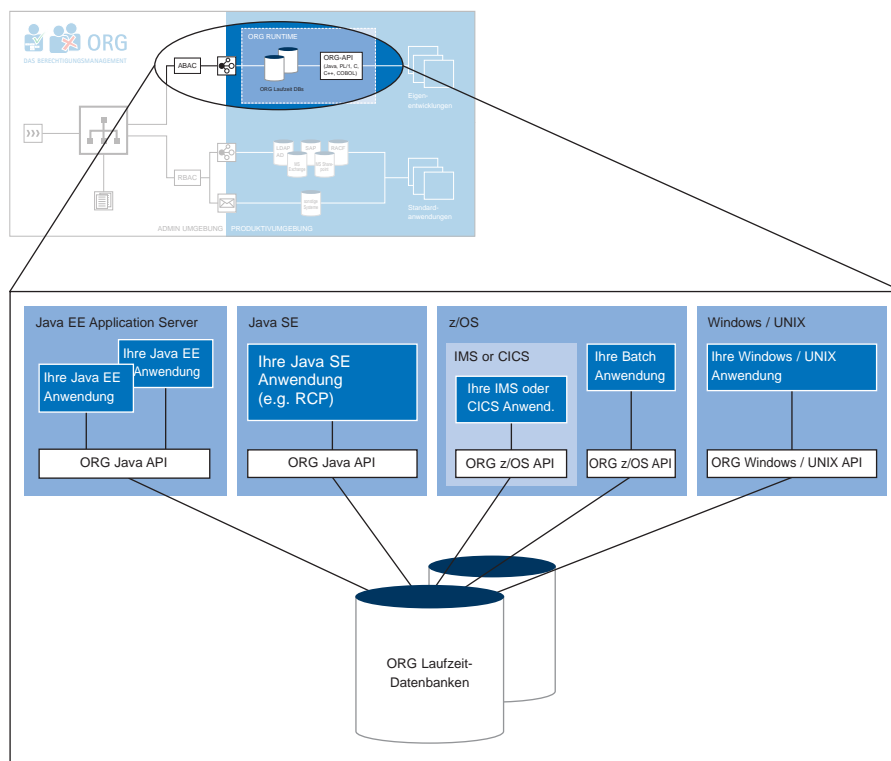 ORG
DAS BERECHTIGUNGSMANAGEMENT
ORG RUNTIME
ABAC
ORG Laufzeit DBs
ORG-API
(Java, PL/1, C,
C++, COBOL)
Eigen-
entwicklungen
RBAC
LDAP
AD
SAP
RACF
MS
Exchange
sonstige
Systeme
Standard-
anwendungen
ADMIN UMGEBUNG
PRODUKTIVUMGEBUNG
Java EE Application Server
Ihre Java EE
Anwendung
Ihre Java EE
Anwendung
ORG Java API
Java SE
Ihre Java SE
Anwendung
(e.g. RCP)
ORG Java API
z/OS
IMS or CICS
Ihre IMS oder
CICS Anwend.
ORG z/OS API
Ihre Batch
Anwendung
ORG z/OS API
Windows / UNIX
Ihre Windows / UNIX
Anwendung
ORG Windows / UNIX API
ORG Laufzeit-
Datenbanken